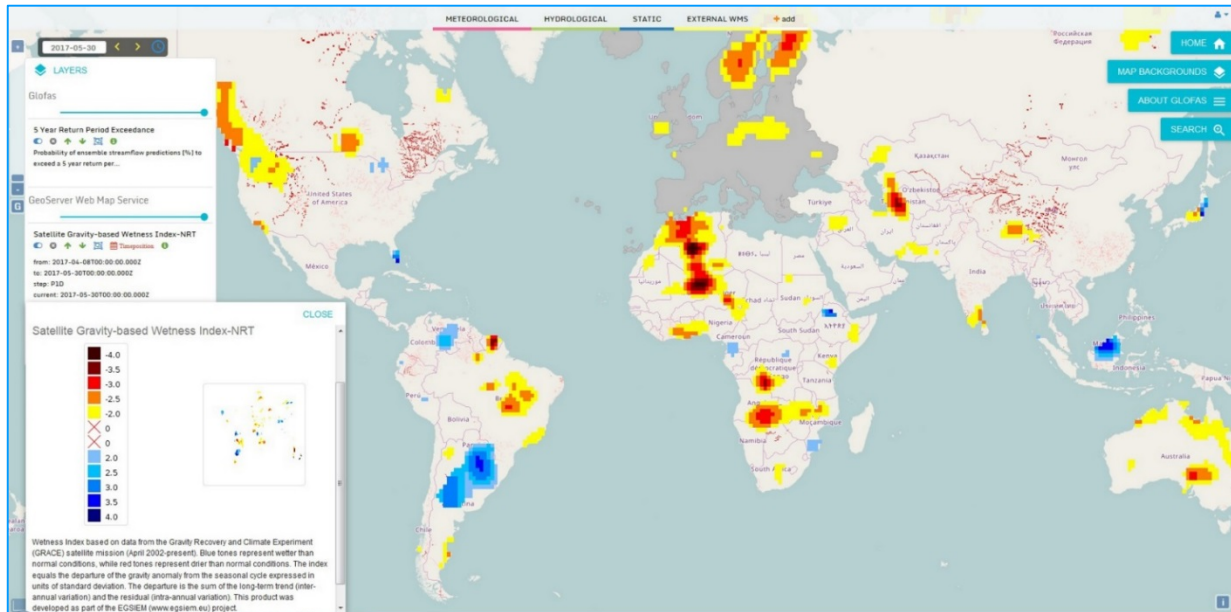 METEOROLOGICAL HYDROLOGICAL STATIC EXTERNAL WMS + add
2017-05-30
HOME
MAP BACKGROUNDS
ABOUT GLOFAS
SEARCH
LAYERS
Glofas
5 Year Return Period Exceedance
Probability of ensemble streamflow predictions [%] to
exceed a 5 year return per...
GeoServer Web Map Service
Satellite Gravity-based Wetness Index-NRT
from: 2017-04-08T00:00:00.000Z
to: 2017-05-30T00:00:00.000Z
step: P1D
current: 2017-05-30T00:00:00.000Z
CLOSE
Satellite Gravity-based Wetness Index-NRT
-4.0
-3.5
-3.0
-2.5
-2.0
0
0
2.0
2.5
3.0
3.5
4.0
Wetness Index based on data from the Gravity Recovery and Climate Experiment
(GRACE) satellite mission (April 2002-present). Blue tones represent wetter than
normal conditions, while red tones represent drier than normal conditions. The index
equals the departure of the gravity anomaly from the seasonal cycle expressed in
units of standard deviation. The departure is the sum of the long-term trend (inter-
annual variation) and the residual (intra-annual variation). This product was
developed as part of the EGSIEM (www.egsiem.eu) project.
Российская
Федерация
United States
of America
México
Қазақстан
Монгол
улс
Türkiye
India
Philippines
Indonesia
Nigeria
Sudan
South Sudan
Cameroun
Kenya
Tanzania
Moçambique
Namibia
Perú
Bolivia
Chile
Australia